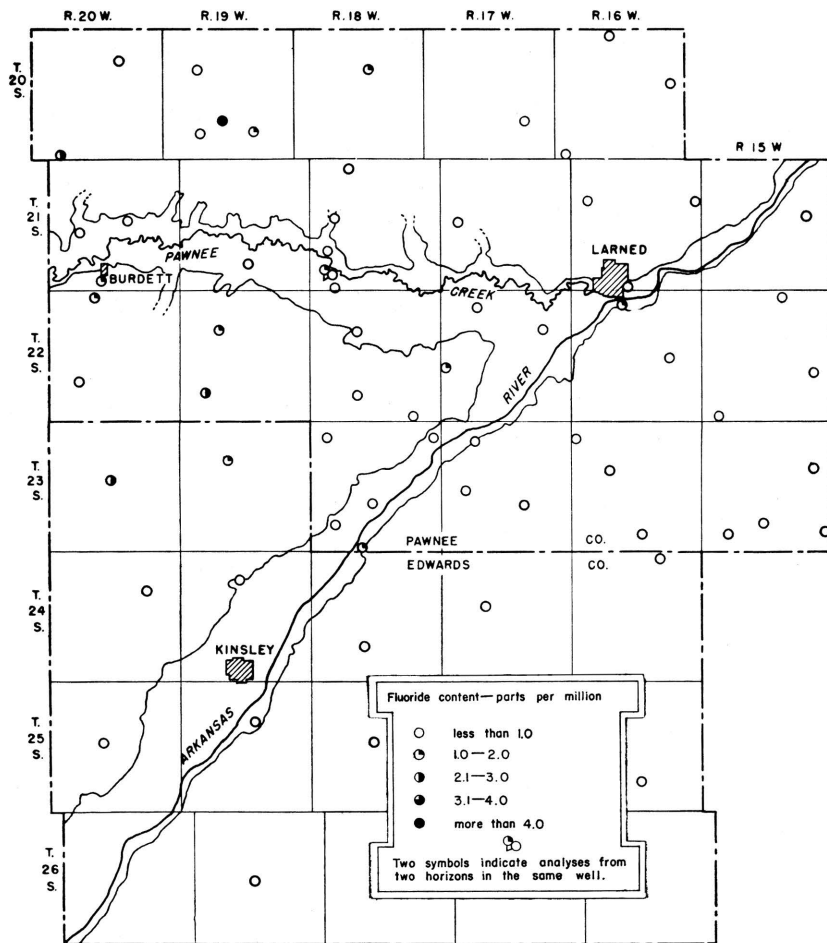 R. 20 W. R. 19 W. R. 18 W. R. 17 W. R. 16 W.
T.
20
S.
R 15 W
T.
21
S.
PAWNEE
LARNED
BURDETT
CREEK
T.
22
S.
RIVER
T.
23
S.
PAWNEE CO.
EDWARDS CO.
T.
24
S.
KINSLEY
ARKANSAS
T.
25
S.
T.
26
S.
Fluoride content—parts per million
less than 1.0
1.0—2.0
2.1—3.0
3.1—4.0
more than 4.0
Two symbols indicate analyses from
two horizons in the same well.